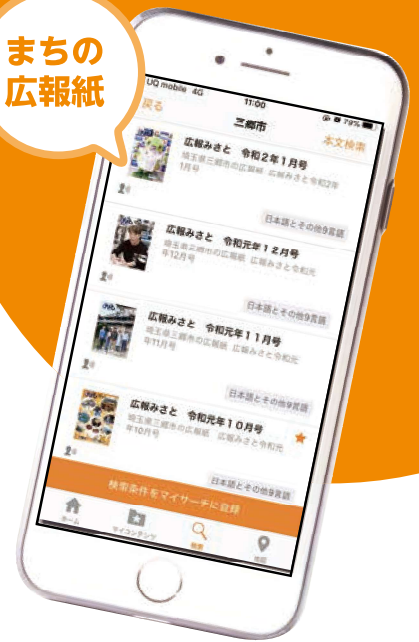 まちの
広報紙
UQ mobile 4G
11:00
79%
戻る
三郷市
本文検索
広報みさと 令和2年1月号
埼玉県三郷市の広報紙 広報みさと令和2年
1月号
日本語とその他9言語
広報みさと 令和元年12月号
埼玉県三郷市の広報紙 広報みさと令和元
年12月号
日本語とその他9言語
広報みさと 令和元年11月号
埼玉県三郷市の広報紙 広報みさと令和元
年11月号
日本語とその他9言語
広報みさと 令和元年10月号
埼玉県三郷市の広報紙 広報みさと令和元
年10月号
日本語とその他9言語
検索条件をマイサーチに登録
ホーム
マイコンテンツ
検索
地図